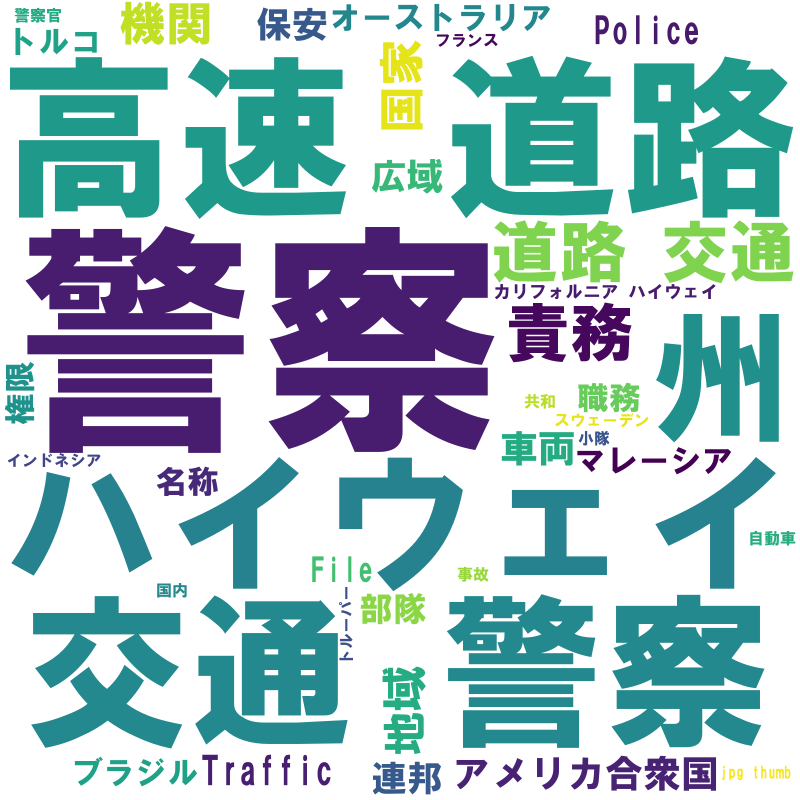 警察官
トルコ
機関
保安
オーストラリア
フランス
Police
国家
高速
道路
広域
警察
道路 交通
カリフォルニア ハイウェイ
責務
州
権限
共和
職務
スウェーデン
小隊
車両
マレーシア
インドネシア
名称
ハイウェイ
自動車
File
事故
国内
トルーパー
部隊
交通
警察
地域
ブラジル
Traffic
連邦
アメリカ合衆国
jpg thumb